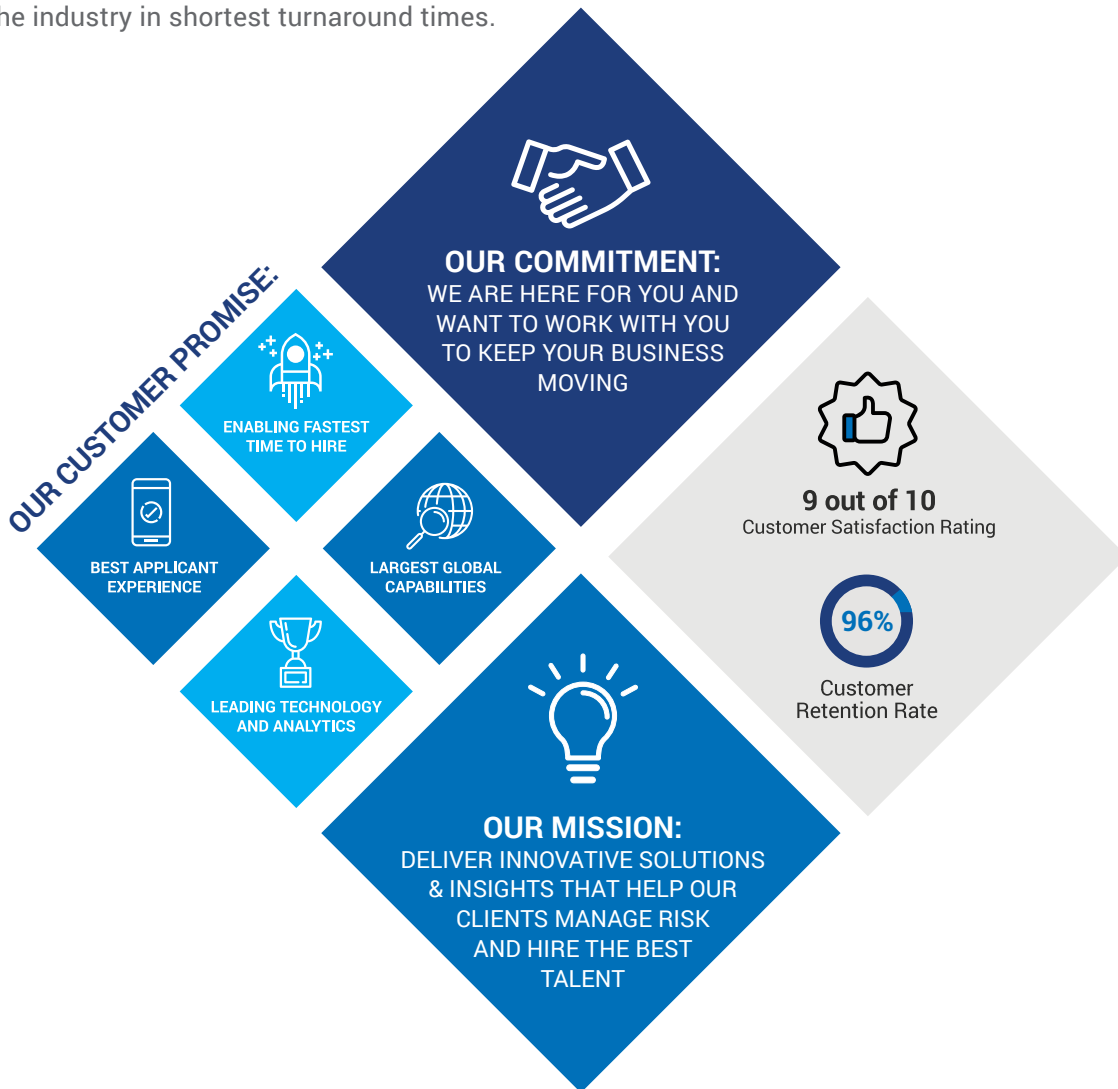 he industry in shortest turnaround times.
OUR COMMITMENT:
WE ARE HERE FOR YOU AND
WANT TO WORK WITH YOU
TO KEEP YOUR BUSINESS
MOVING
OUR CUSTOMER PROMISE:
ENABLING FASTEST
TIME TO HIRE
BEST APPLICANT
EXPERIENCE
LARGEST GLOBAL
CAPABILITIES
LEADING TECHNOLOGY
AND ANALYTICS
9 out of 10
Customer Satisfaction Rating
96%
Customer
Retention Rate
OUR MISSION:
DELIVER INNOVATIVE SOLUTIONS
& INSIGHTS THAT HELP OUR
CLIENTS MANAGE RISK
AND HIRE THE BEST
TALENT